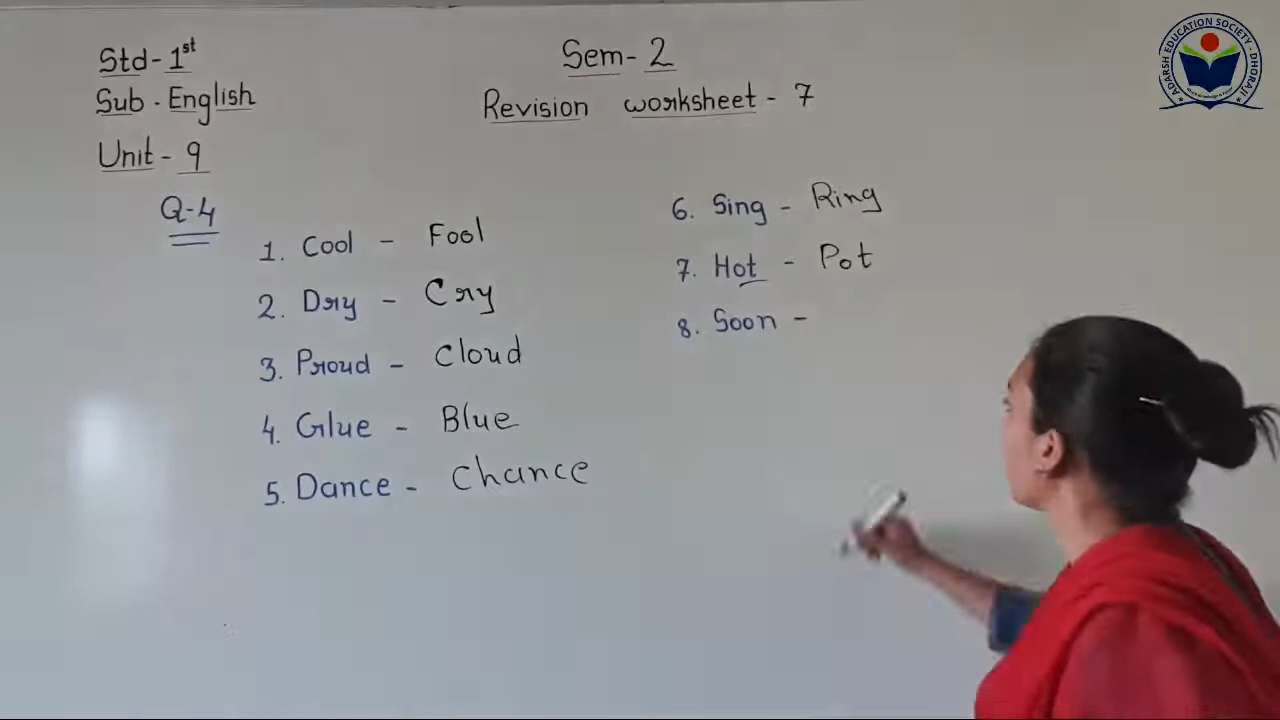 Std-1st
Sub-English
Unit-9
Sem-2
Revision worksheet-7
Q-4
1. Cool - Fool
2. Dry - Cry
3. Proud - Cloud
4. Glue - Blue
5. Dance - Chance
6. Sing - Ring
7. Hot - Pot
8. Soon -
ADARSH EDUCATION SOCIETY - DHORAJI